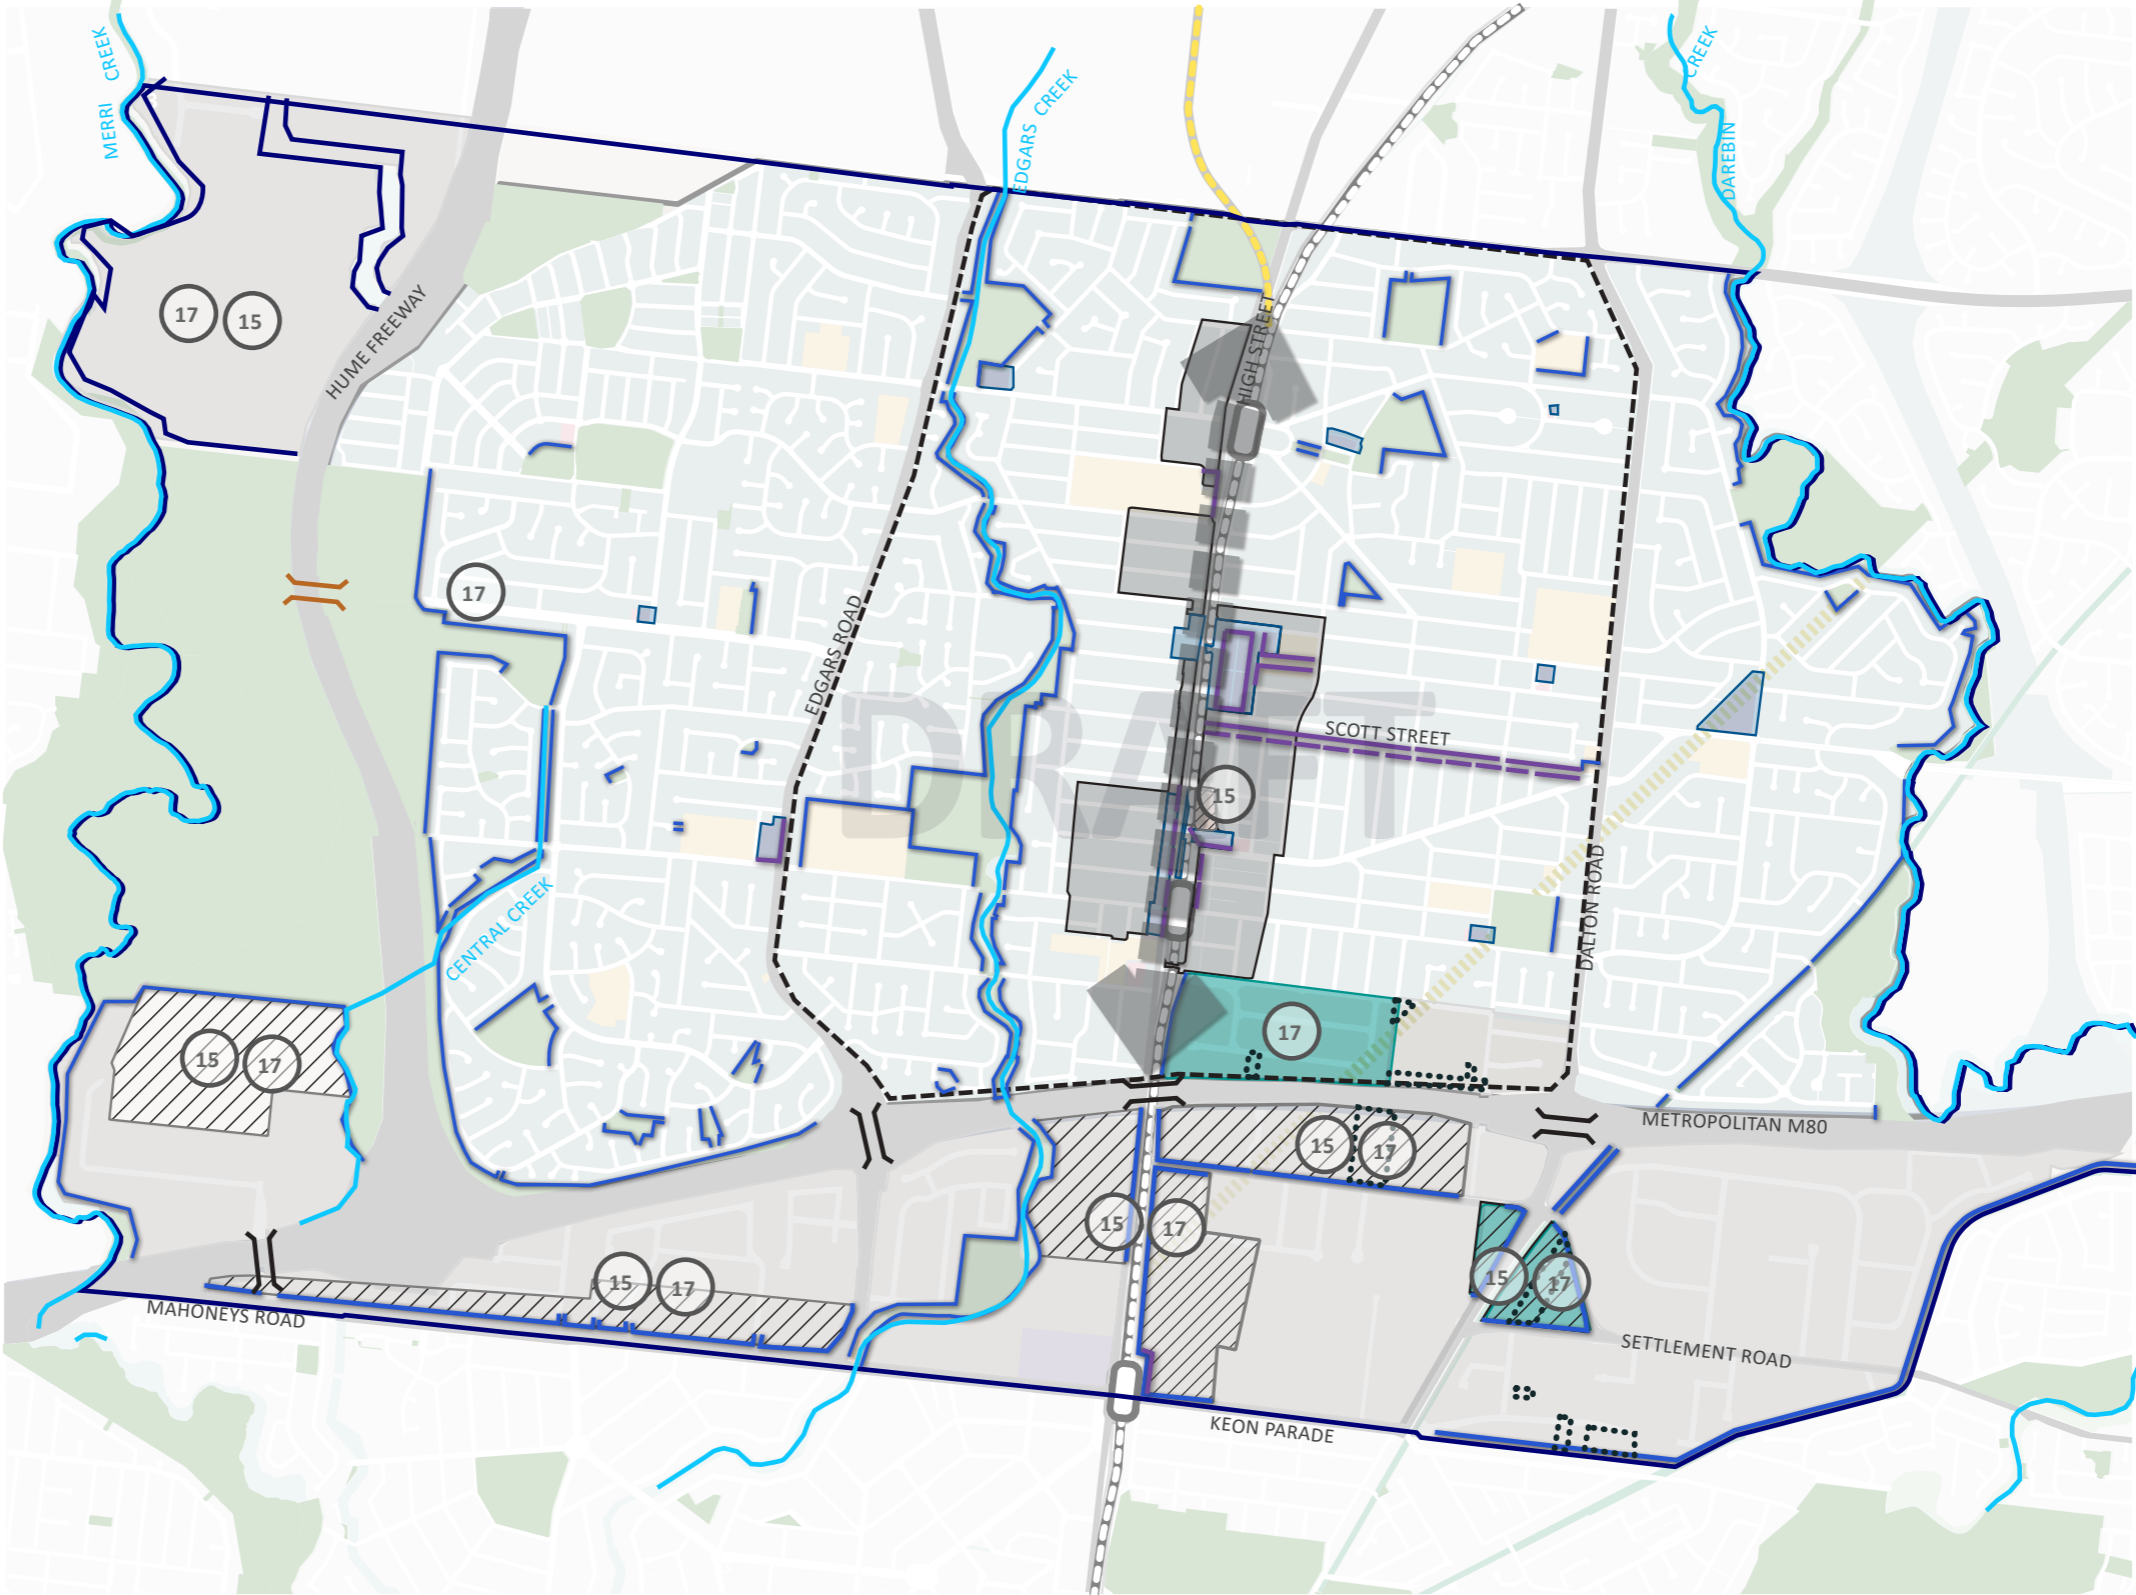 MERRI CREEK
EDGARS CREEK
CREEK
DAREBIN
17
15
HUME FREEWAY
HIGH STREET
17
EDGARS ROAD
DRAFT
SCOTT STREET
15
DALTON ROAD
CENTRAL CREEK
17
15
17
METROPOLITAN M80
15
17
15
17
15
17
15
17
MAHONEYS ROAD
SETTLEMENT ROAD
KEON PARADE